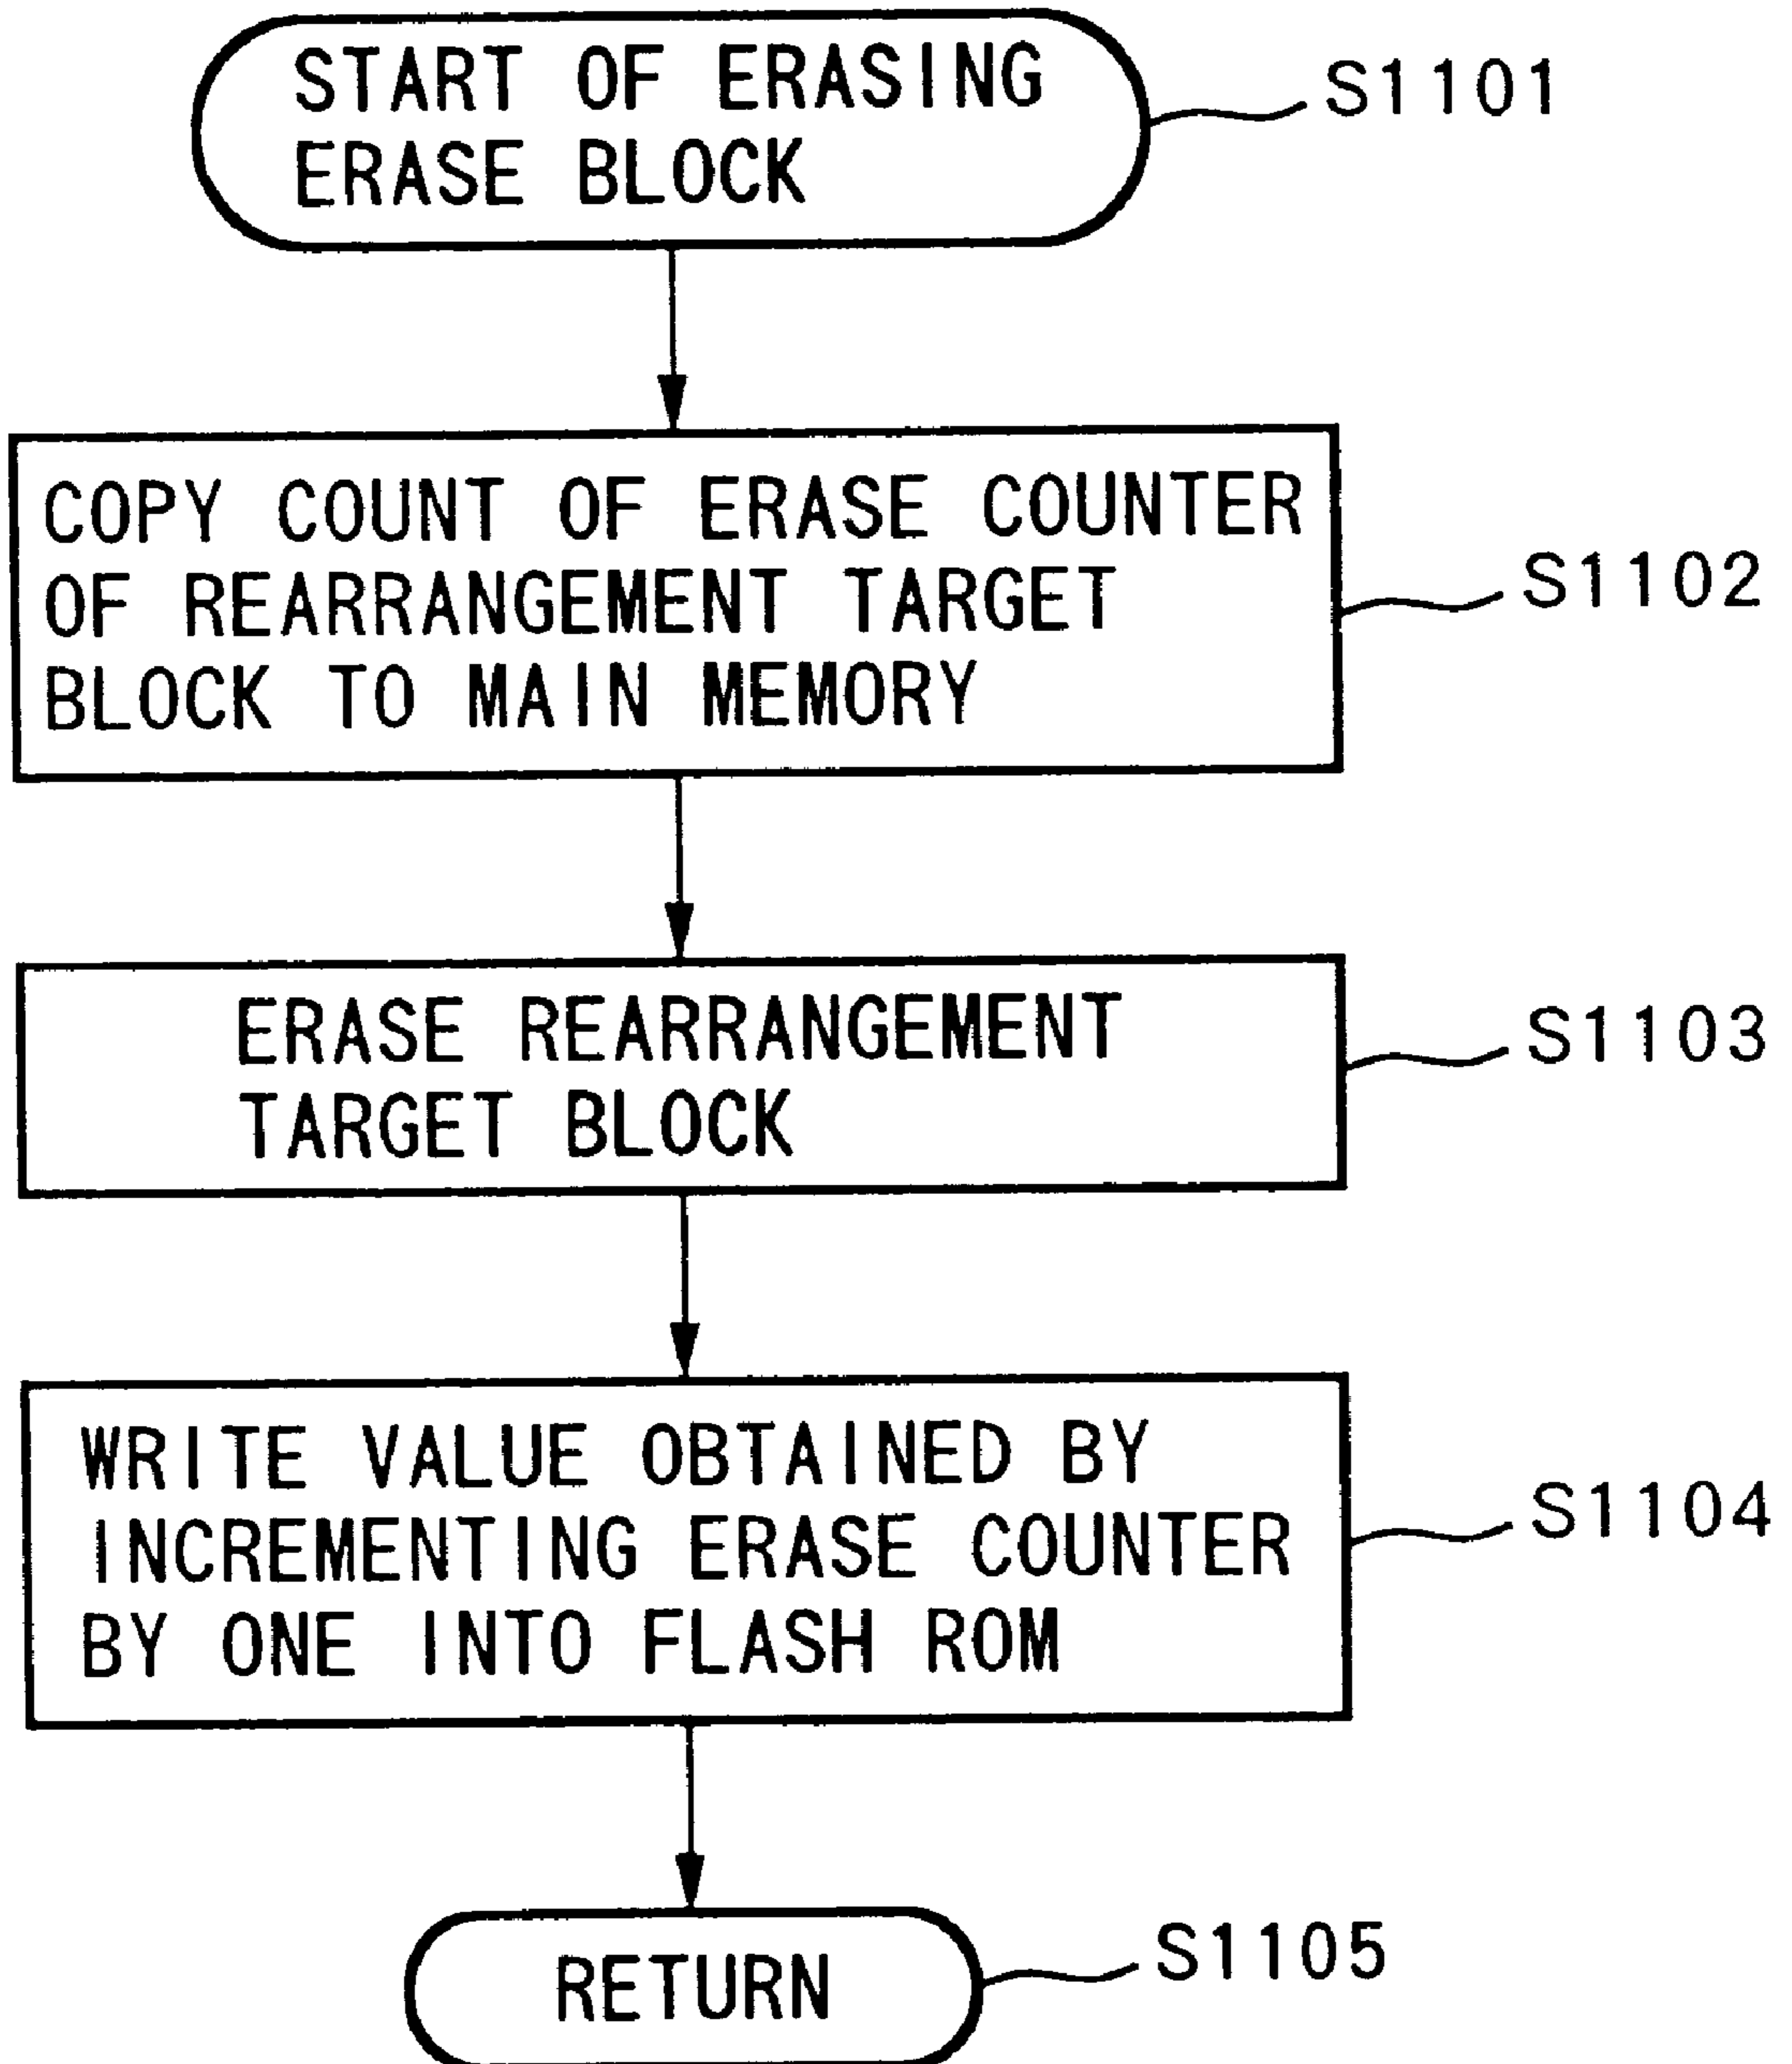 START OF ERASING
ERASE BLOCK
S1101
COPY COUNT OF ERASE COUNTER
OF REARRANGEMENT TARGET
BLOCK TO MAIN MEMORY
S1102
ERASE REARRANGEMENT
TARGET BLOCK
S1103
WRITE VALUE OBTAINED BY
INCREMENTING ERASE COUNTER
BY ONE INTO FLASH ROM
S1104
RETURN
S1105